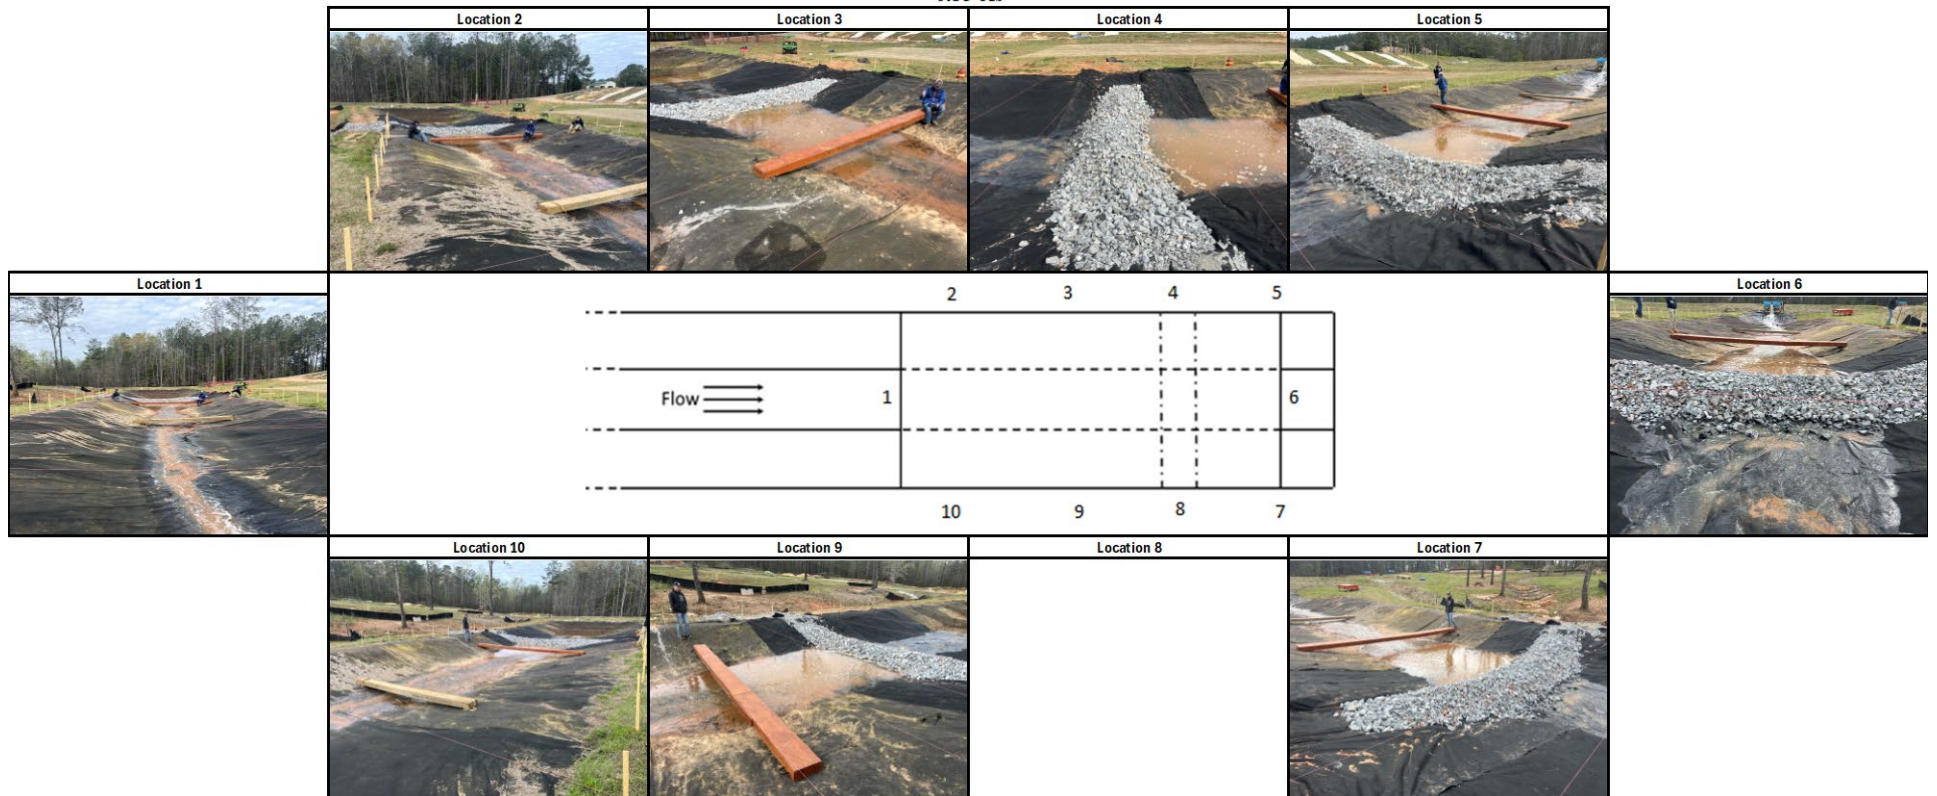 Location 2
Location 3
Location 4
Location 5
Location 1
Location 6
2
3
4
5
Flow
1
6
10
9
8
7
Location 10
Location 9
Location 8
Location 7